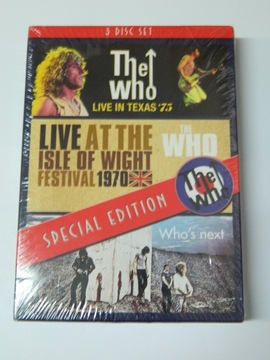 3 DISC SET
The
Who
LIVE IN TEXAS '75
LIVE AT THE
ISLE OF WIGHT
FESTIVAL 1970
THE
WHO
SPECIAL EDITION
The
Who
Who's next